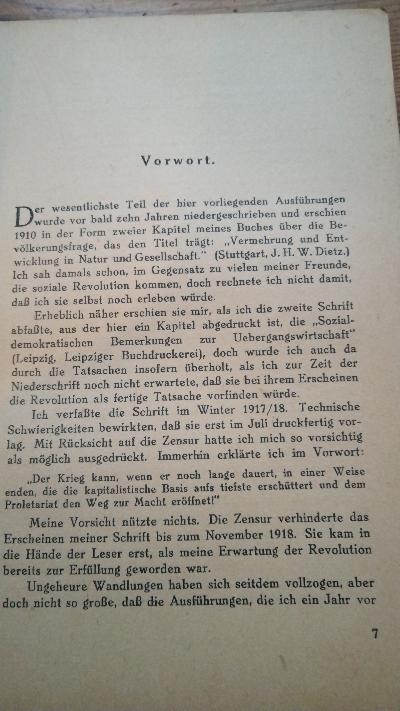 Vorwort.
Der wesentlichste Teil der hier vorliegenden Ausführungen
wurde vor bald zehn Jahren niedergeschrieben und erschien
1910 in der Form zweier Kapitel meines Buches über die Be-
völkerungsfrage, das den Titel trägt: „Vermehrung und Ent-
wicklung in Natur und Gesellschaft." (Stuttgart, J. H. W. Dietz.)
Ich sah damals schon, im Gegensatz zu vielen meiner Freunde,
die soziale Revolution kommen, doch rechnete ich nicht damit,
daß ich sie selbst noch erleben würde.
Erheblich näher erschien sie mir, als ich die zweite Schrift
abfaßte, aus der hier ein Kapitel abgedruckt ist, die „Sozial-
demokratischen Bemerkungen zur Uebergangswirtschaft"
(Leipzig, Leipziger Buchdruckerei), doch wurde ich auch da
durch die Tatsachen insofern überholt, als ich zur Zeit der
Niederschrift noch nicht erwartete, daß sie bei ihrem Erscheinen
die Revolution als fertige Tatsache vorfinden würde.
Ich verfaßte die Schrift im Winter 1917/18. Technische
Schwierigkeiten bewirkten, daß sie erst im Juli druckfertig vor-
lag. Mit Rücksicht auf die Zensur hatte ich mich so vorsichtig
als möglich ausgedrückt. Immerhin erklärte ich im Vorwort:
„Der Krieg kann, wenn er noch lange dauert, in einer Weise
enden, die die kapitalistische Basis aufs tiefste erschüttert und dem
Proletariat den Weg zur Macht eröffnet!"
Meine Vorsicht nützte nichts. Die Zensur verhinderte das
Erscheinen meiner Schrift bis zum November 1918. Sie kam in
die Hände der Leser erst, als meine Erwartung der Revolution
bereits zur Erfüllung geworden war.
Ungeheure Wandlungen haben sich seitdem vollzogen, aber
doch nicht so große, daß die Ausführungen, die ich ein Jahr vor
7